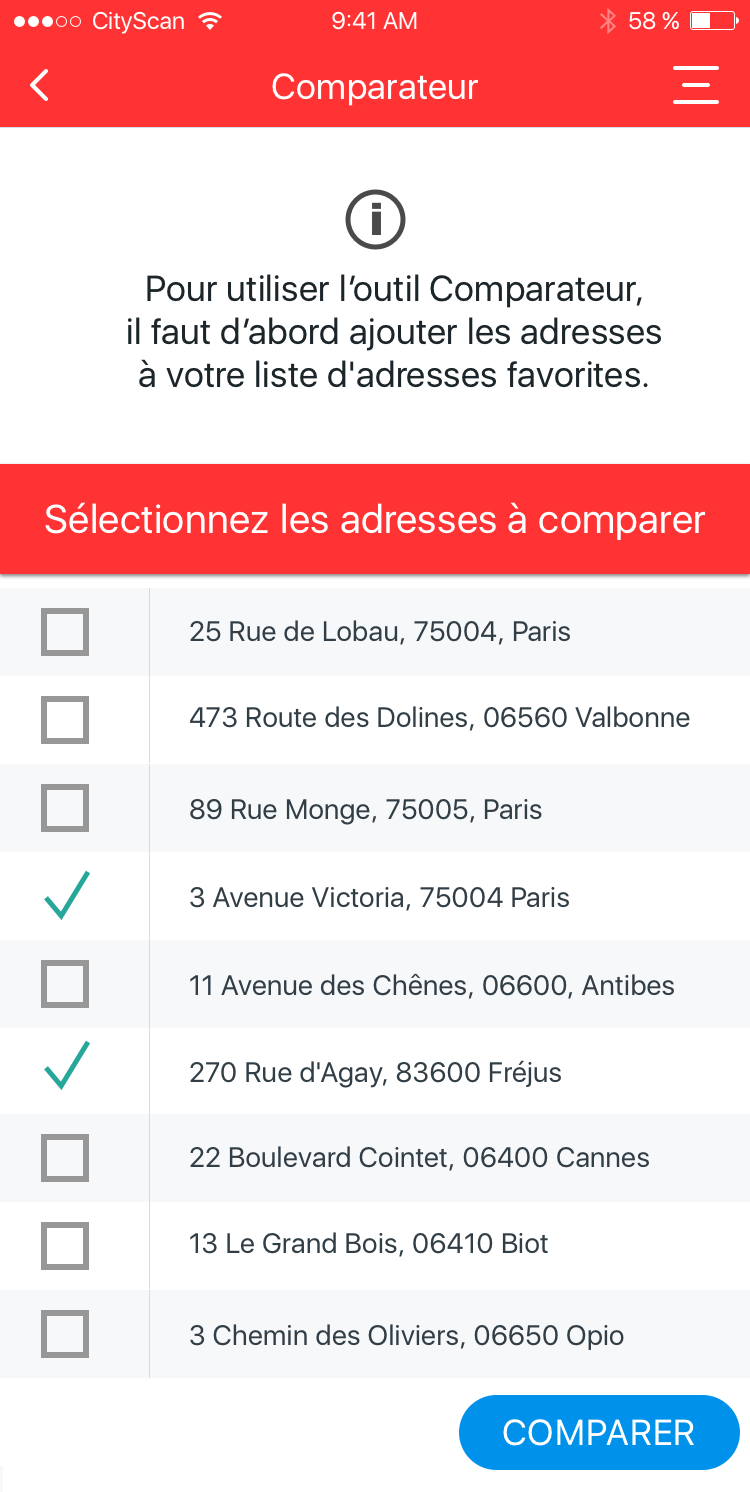 CityScan 9:41 AM 58 %
Comparateur
Pour utiliser l’outil Comparateur,
il faut d’abord ajouter les adresses
à votre liste d'adresses favorites.
Sélectionnez les adresses à comparer
25 Rue de Lobau, 75004, Paris
473 Route des Dolines, 06560 Valbonne
89 Rue Monge, 75005, Paris
3 Avenue Victoria, 75004 Paris
11 Avenue des Chênes, 06600, Antibes
270 Rue d'Agay, 83600 Fréjus
22 Boulevard Cointet, 06400 Cannes
13 Le Grand Bois, 06410 Biot
3 Chemin des Oliviers, 06650 Opio
COMPARER